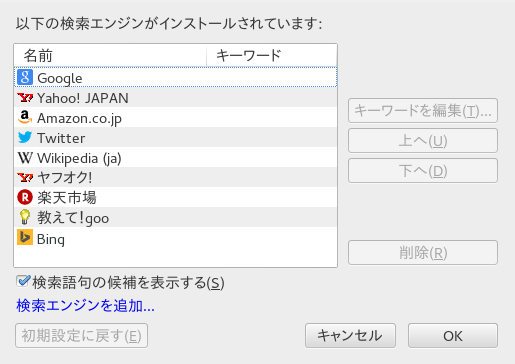 以下の検索エンジンがインストールされています:
名前 キーワード
Google
Yahoo! JAPAN
Amazon.co.jp
Twitter
Wikipedia (ja)
ヤフオク!
楽天市場
教えて!goo
Bing
キーワードを編集(T)...
上へ(U)
下へ(D)
削除(R)
検索語句の候補を表示する(S)
検索エンジンを追加...
初期設定に戻す(E) キャンセル OK